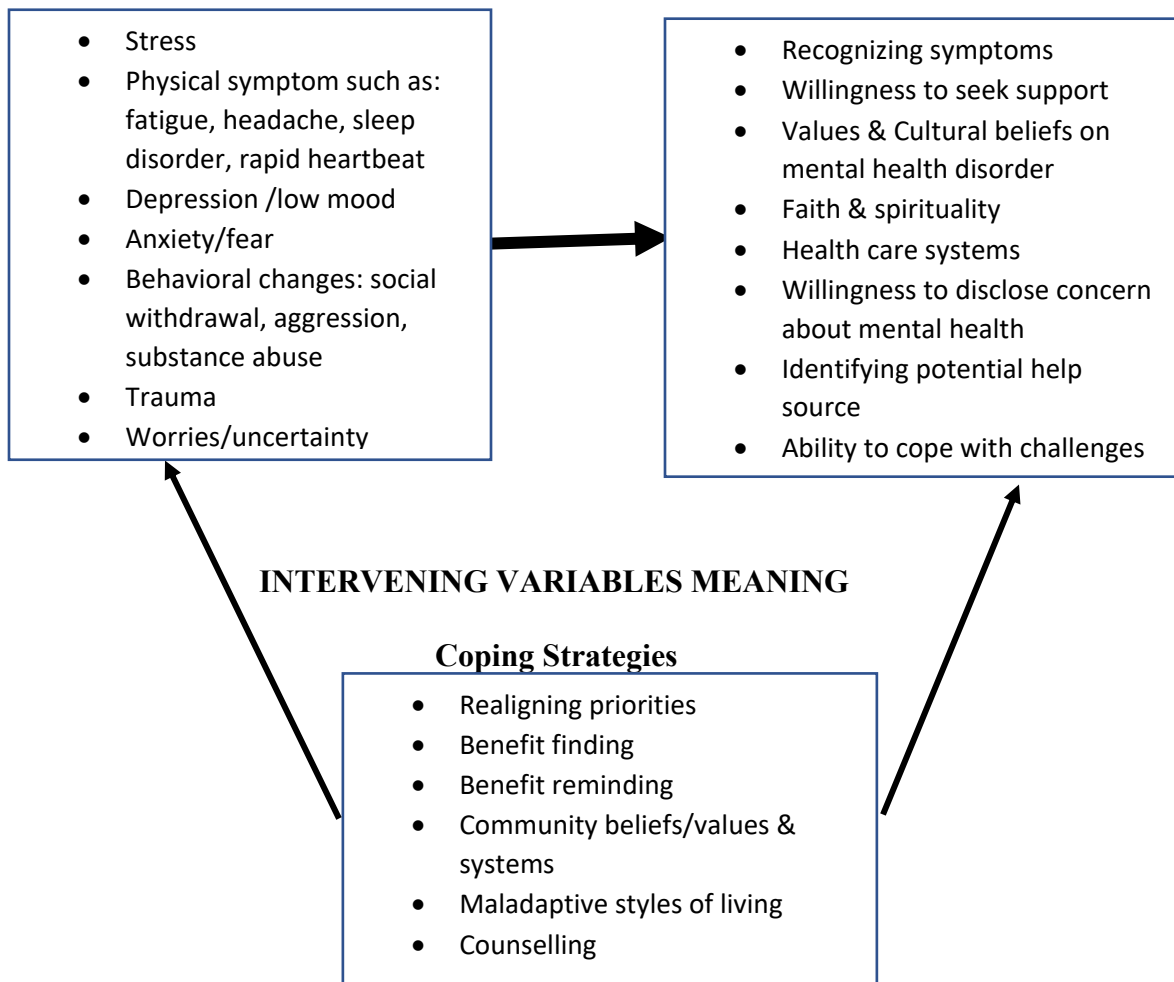 • Stress
• Physical symptom such as:
fatigue, headache, sleep
disorder, rapid heartbeat
• Depression /low mood
• Anxiety/fear
• Behavioral changes: social
withdrawal, aggression,
substance abuse
• Trauma
• Worries/uncertainty
• Recognizing symptoms
• Willingness to seek support
• Values & Cultural beliefs on
mental health disorder
• Faith & spirituality
• Health care systems
• Willingness to disclose concern
about mental health
• Identifying potential help
source
• Ability to cope with challenges
INTERVENING VARIABLES MEANING
Coping Strategies
• Realigning priorities
• Benefit finding
• Benefit reminding
• Community beliefs/values &
systems
• Maladaptive styles of living
• Counselling